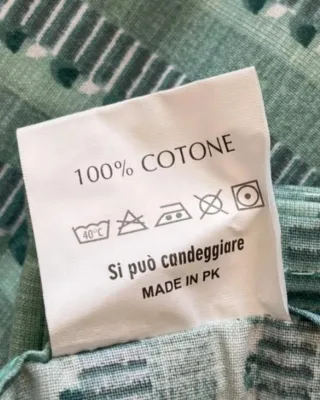 100% COTONE
40°C
Si può candeggiare
MADE IN PK